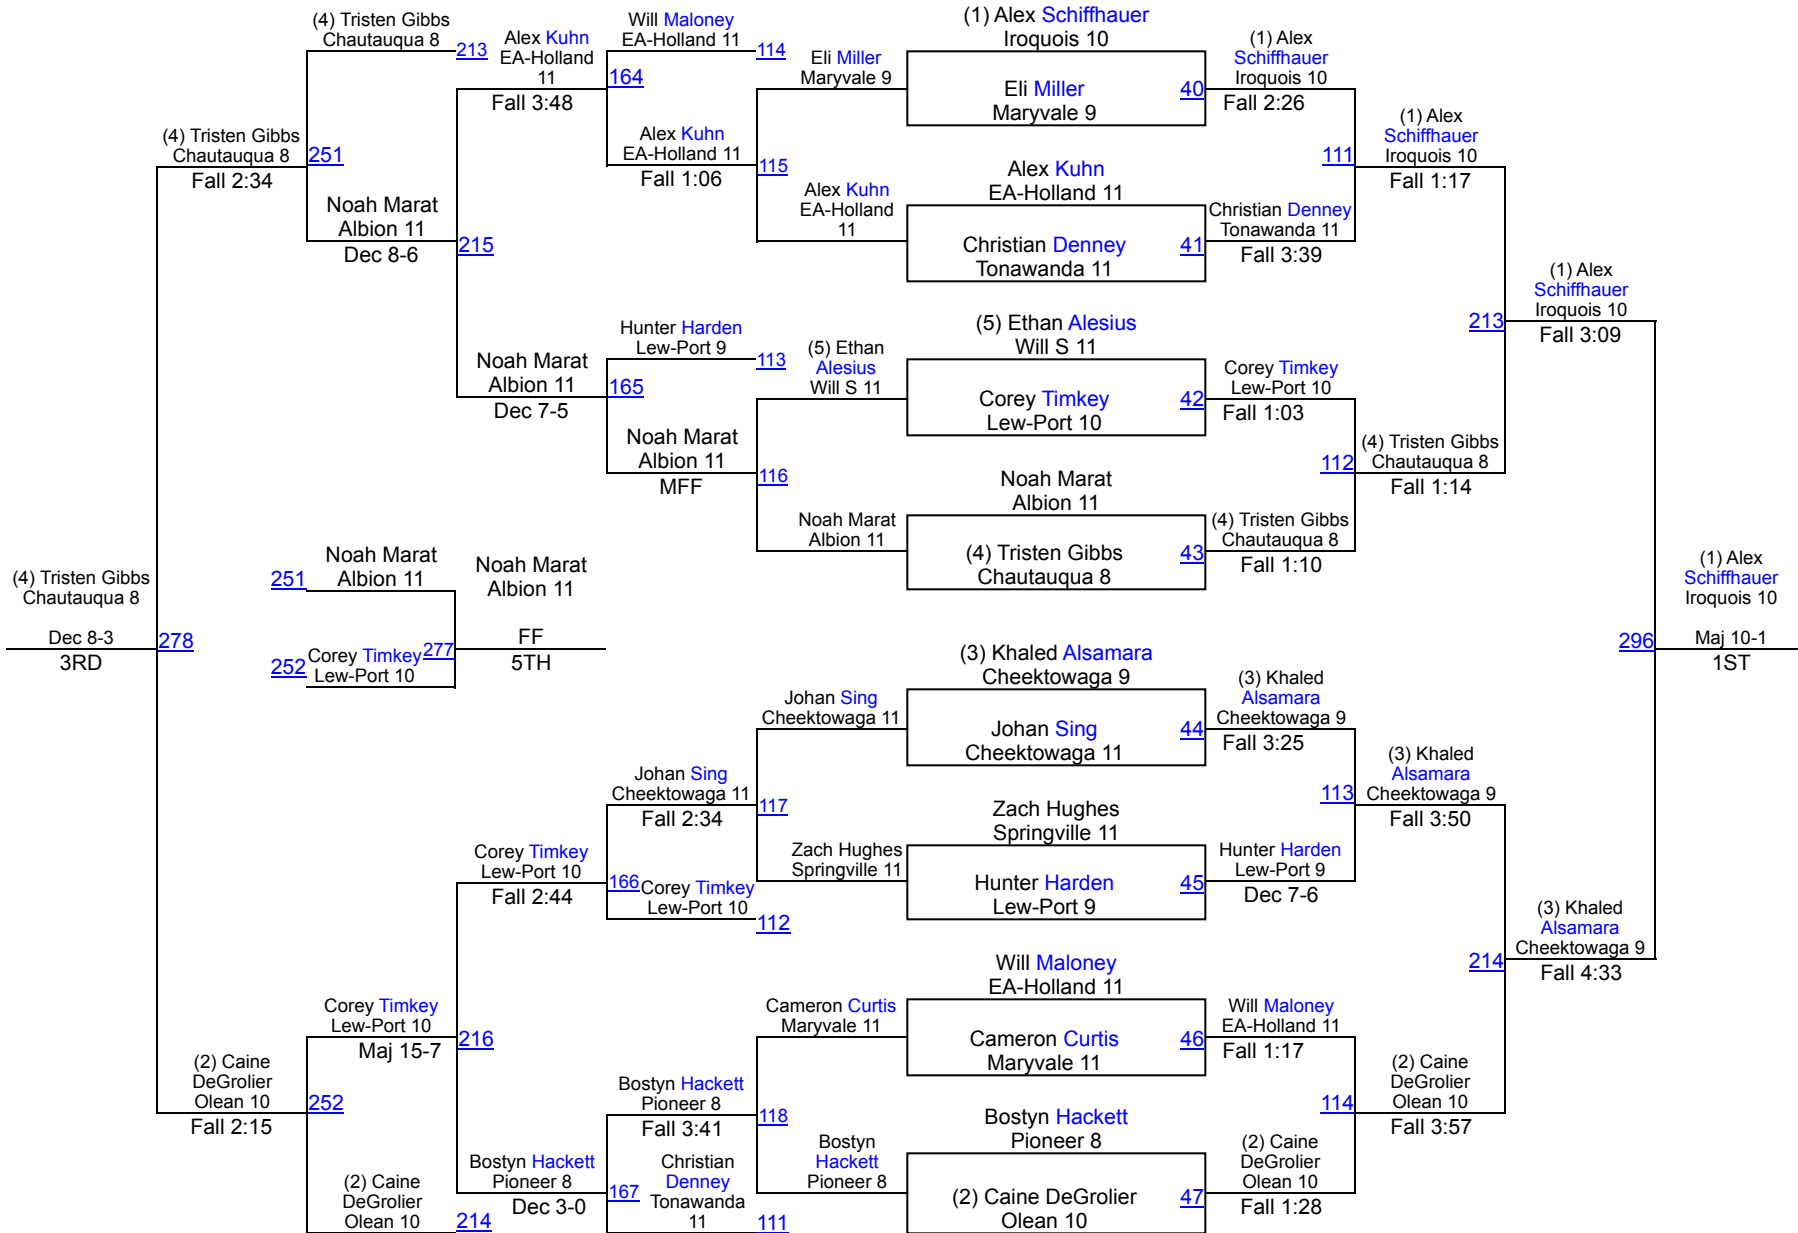 (4) Tristen Gibbs
Chautauqua 8
213
(4) Tristen Gibbs
Chautauqua 8
251
Fall 2:34
Noah Marat
Albion 11
Dec 8-6
215
Alex Kuhn
EA-Holland
11
Fall 3:48
164
Will Maloney
EA-Holland 11
114
Alex Kuhn
EA-Holland 11
Fall 1:06
115
Eli Miller
Maryvale 9
Alex Kuhn
EA-Holland
11
(1) Alex Schiffhauer
Iroquois 10
Eli Miller
Maryvale 9
40
Alex Kuhn
EA-Holland 11
Christian Denney
Tonawanda 11
41
(1) Alex
Schiffhauer
Iroquois 10
Fall 2:26
Christian Denney
Tonawanda 11
Fall 3:39
111
(1) Alex
Schiffhauer
Iroquois 10
Fall 1:17
Noah Marat
Albion 11
Dec 7-5
165
Hunter Harden
Lew-Port 9
113
Noah Marat
Albion 11
MFF
116
(5) Ethan
Alesius
Will S 11
Noah Marat
Albion 11
(5) Ethan Alesius
Will S 11
Corey Timkey
Lew-Port 10
42
Noah Marat
Albion 11
(4) Tristen Gibbs
Chautauqua 8
43
Corey Timkey
Lew-Port 10
Fall 1:03
(4) Tristen Gibbs
Chautauqua 8
Fall 1:10
112
(4) Tristen Gibbs
Chautauqua 8
Fall 1:14
213
(1) Alex
Schiffhauer
Iroquois 10
Fall 3:09
(4) Tristen Gibbs
Chautauqua 8
Dec 8-3
3RD
278
251
Noah Marat
Albion 11
252
Corey Timkey
Lew-Port 10
277
Noah Marat
Albion 11
FF
5TH
296
(1) Alex
Schiffhauer
Iroquois 10
Maj 10-1
1ST
(3) Khaled Alsamara
Cheektowaga 9
Johan Sing
Cheektowaga 11
44
Zach Hughes
Springville 11
Hunter Harden
Lew-Port 9
45
Johan Sing
Cheektowaga 11
Zach Hughes
Springville 11
117
Johan Sing
Cheektowaga 11
Fall 2:34
166
Corey Timkey
Lew-Port 10
112
Corey Timkey
Lew-Port 10
Fall 2:44
(3) Khaled
Alsamara
Cheektowaga 9
Fall 3:25
Hunter Harden
Lew-Port 9
Dec 7-6
113
(3) Khaled
Alsamara
Cheektowaga 9
Fall 3:50
Corey Timkey
Lew-Port 10
Maj 15-7
216
(2) Caine
DeGrolier
Olean 10
Fall 2:15
252
(2) Caine
DeGrolier
Olean 10
214
Bostyn Hackett
Pioneer 8
Dec 3-0
167
Bostyn Hackett
Pioneer 8
Fall 3:41
Christian
Denney
Tonawanda
11
111
118
Cameron Curtis
Maryvale 11
Bostyn
Hackett
Pioneer 8
Will Maloney
EA-Holland 11
Cameron Curtis
Maryvale 11
46
Bostyn Hackett
Pioneer 8
(2) Caine DeGrolier
Olean 10
47
Will Maloney
EA-Holland 11
Fall 1:17
(2) Caine
DeGrolier
Olean 10
Fall 1:28
114
(2) Caine
DeGrolier
Olean 10
Fall 3:57
214
(3) Khaled
Alsamara
Cheektowaga 9
Fall 4:33